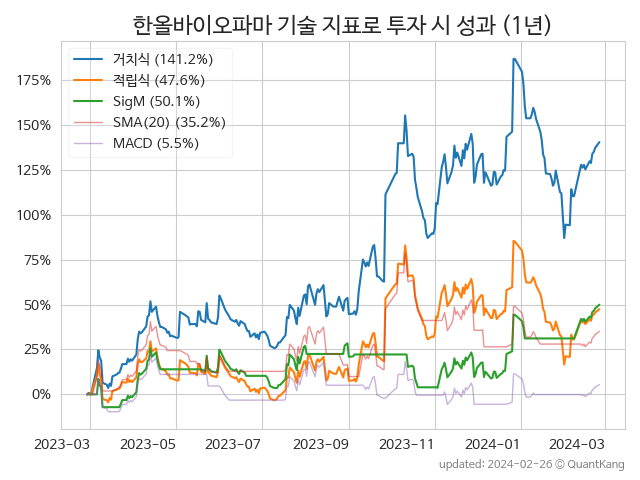 한올바이오파마 기술 지표로 투자 시 성과 (1년)
거치식 (141.2%)
적립식 (47.6%)
SigM (50.1%)
SMA(20) (35.2%)
MACD (5.5%)
175%
150%
125%
100%
75%
50%
25%
0%
2023-03 2023-05 2023-07 2023-09 2023-11 2024-01 2024-03
updated: 2024-02-26 © QuantKang